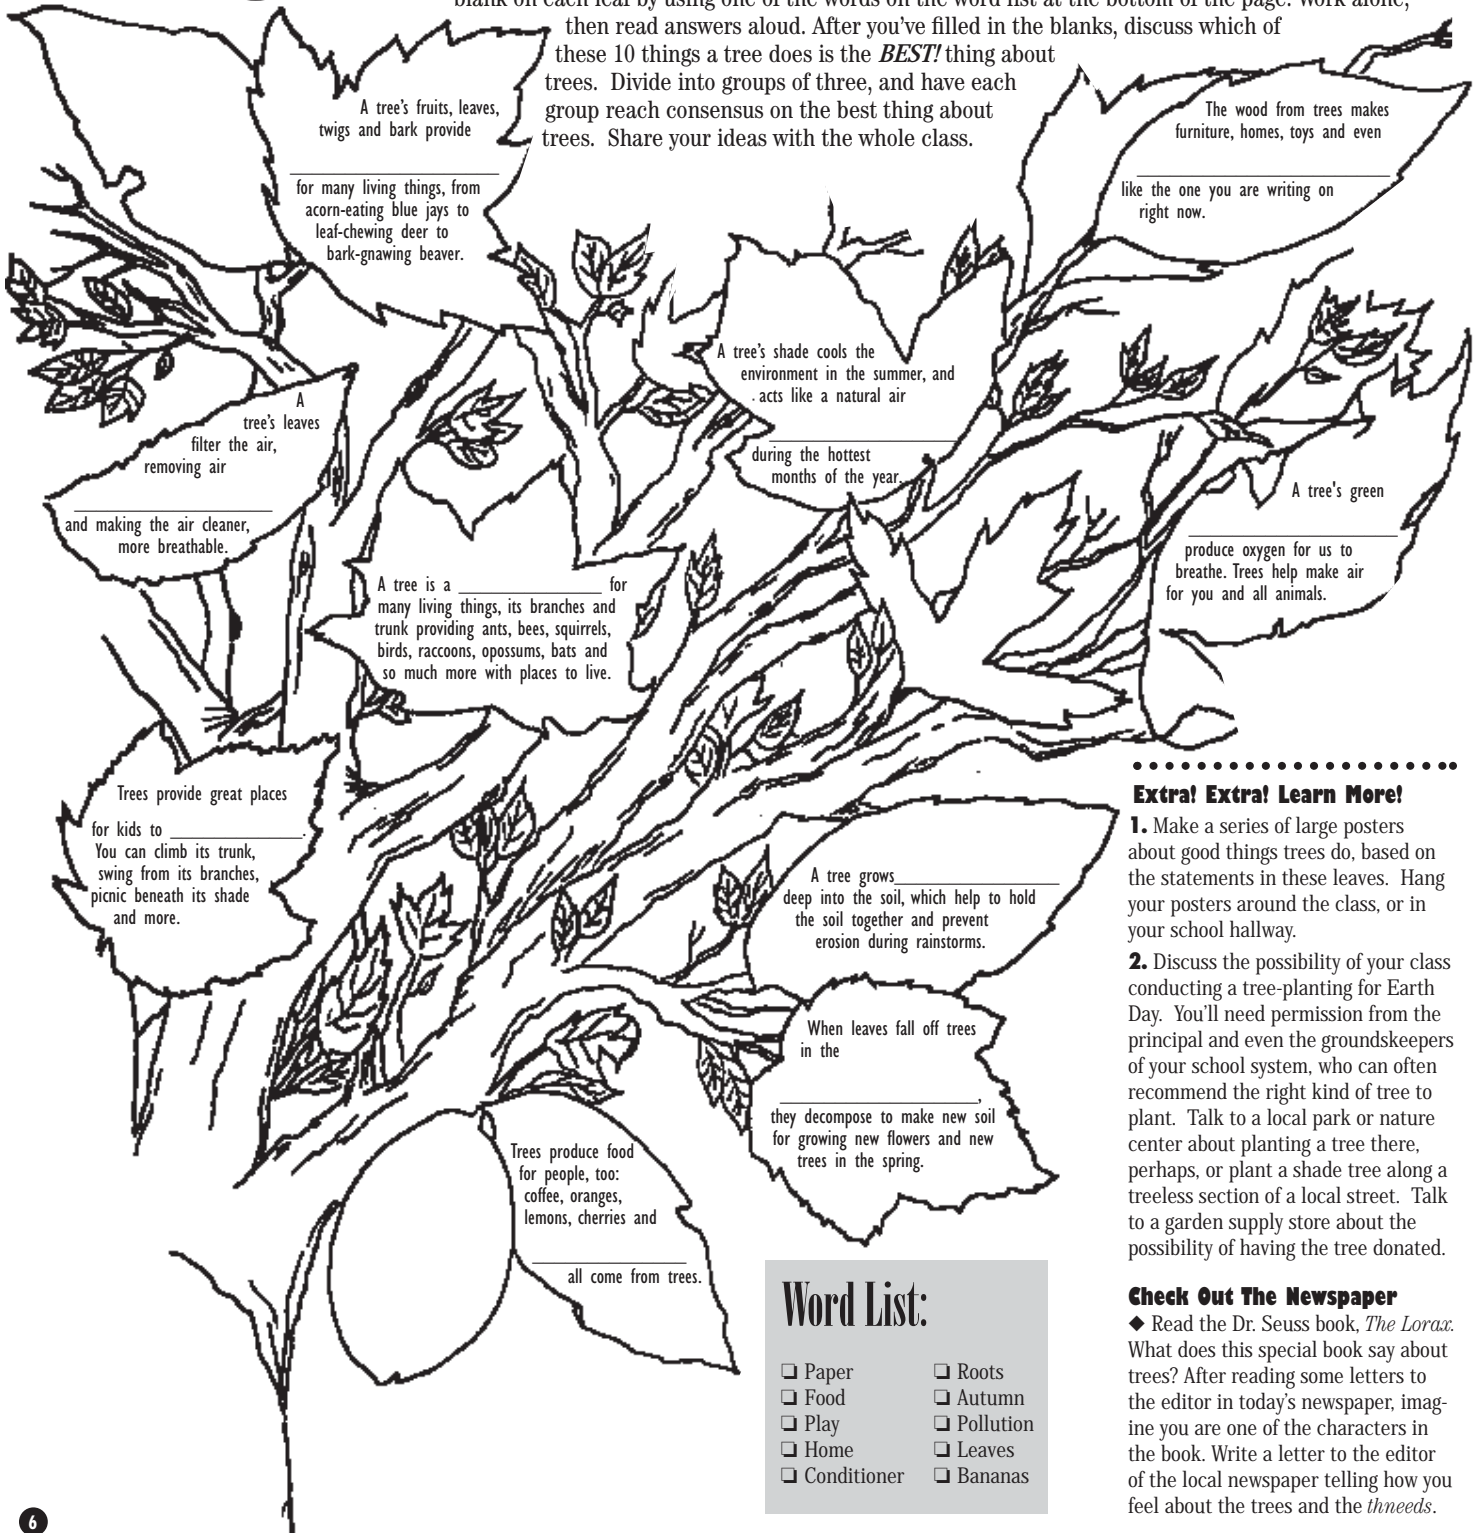 blank on each leaf by using one of the words on the word list at the bottom of the page. Work alone,
then read answers aloud. After you've filled in the blanks, discuss which of
these 10 things a tree does is the BEST! thing about
trees. Divide into groups of three, and have each
group reach consensus on the best thing about
trees. Share your ideas with the whole class.
A tree's fruits, leaves,
twigs and bark provide
____________________
for many living things, from
acorn-eating blue jays to
leaf-chewing deer to
bark-gnawing beaver.
The wood from trees makes
furniture, homes, toys and even
____________________
like the one you are writing on
right now.
A tree's shade cools the
environment in the summer, and
acts like a natural air
____________________
during the hottest
months of the year.
A
tree's leaves
filter the air,
removing air
____________________
and making the air cleaner,
more breathable.
A tree's green
____________________
produce oxygen for us to
breathe. Trees help make air
for you and all animals.
A tree is a ______________ for
many living things, its branches and
trunk providing ants, bees, squirrels,
birds, raccoons, opossums, bats and
so much more with places to live.
Trees provide great places
for kids to ______________.
You can climb its trunk,
swing from its branches,
picnic beneath its shade
and more.
A tree grows________________
deep into the soil, which help to hold
the soil together and prevent
erosion during rainstorms.
When leaves fall off trees
in the
____________________,
they decompose to make new soil
for growing new flowers and new
trees in the spring.
Trees produce food
for people, too:
coffee, oranges,
lemons, cherries and
________________
all come from trees.
Word List:
❏ Paper
❏ Food
❏ Play
❏ Home
❏ Conditioner
❏ Roots
❏ Autumn
❏ Pollution
❏ Leaves
❏ Bananas
Extra! Extra! Learn More!
1. Make a series of large posters
about good things trees do, based on
the statements in these leaves. Hang
your posters around the class, or in
your school hallway.
2. Discuss the possibility of your class
conducting a tree-planting for Earth
Day. You'll need permission from the
principal and even the groundskeepers
of your school system, who can often
recommend the right kind of tree to
plant. Talk to a local park or nature
center about planting a tree there,
perhaps, or plant a shade tree along a
treeless section of a local street. Talk
to a garden supply store about the
possibility of having the tree donated.
Check Out The Newspaper
◆ Read the Dr. Seuss book, The Lorax.
What does this special book say about
trees? After reading some letters to
the editor in today's newspaper, imag-
ine you are one of the characters in
the book. Write a letter to the editor
of the local newspaper telling how you
feel about the trees and the thneeds.
6